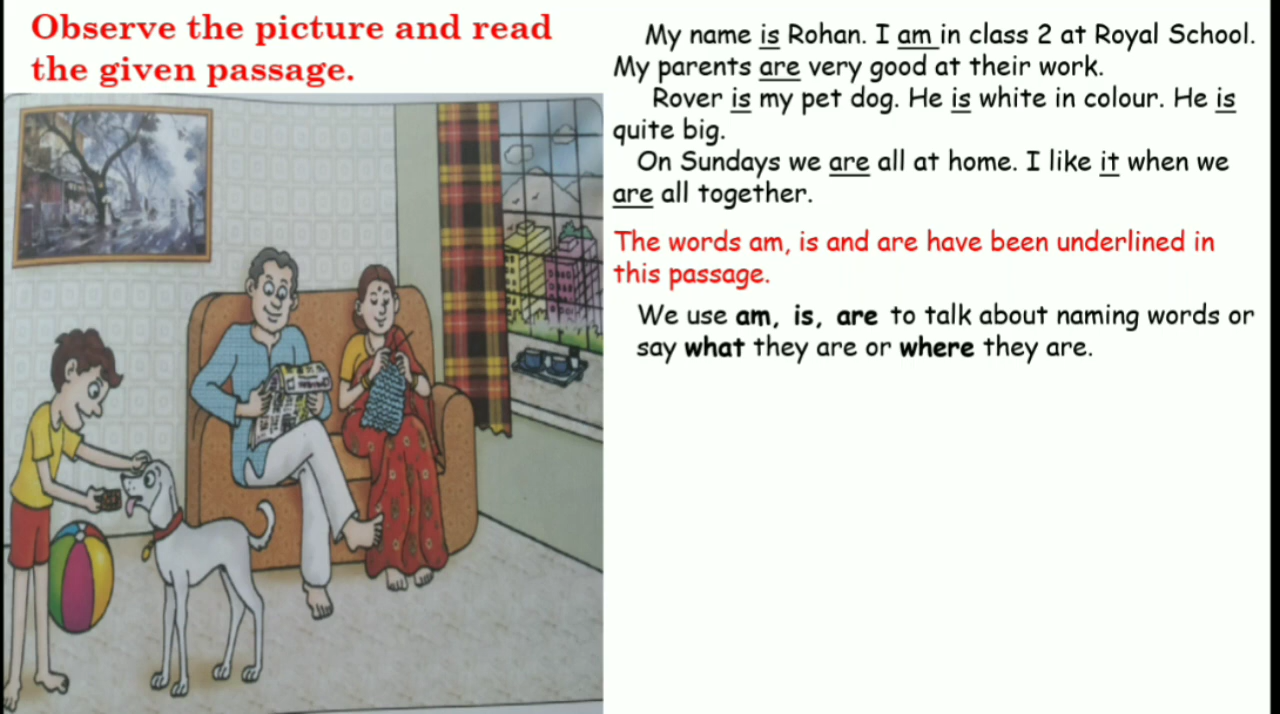 Observe the picture and read
the given passage.
My name is Rohan. I am in class 2 at Royal School.
My parents are very good at their work.
Rover is my pet dog. He is white in colour. He is
quite big.
On Sundays we are all at home. I like it when we
are all together.
The words am, is and are have been underlined in
this passage.
We use am, is, are to talk about naming words or
say what they are or where they are.